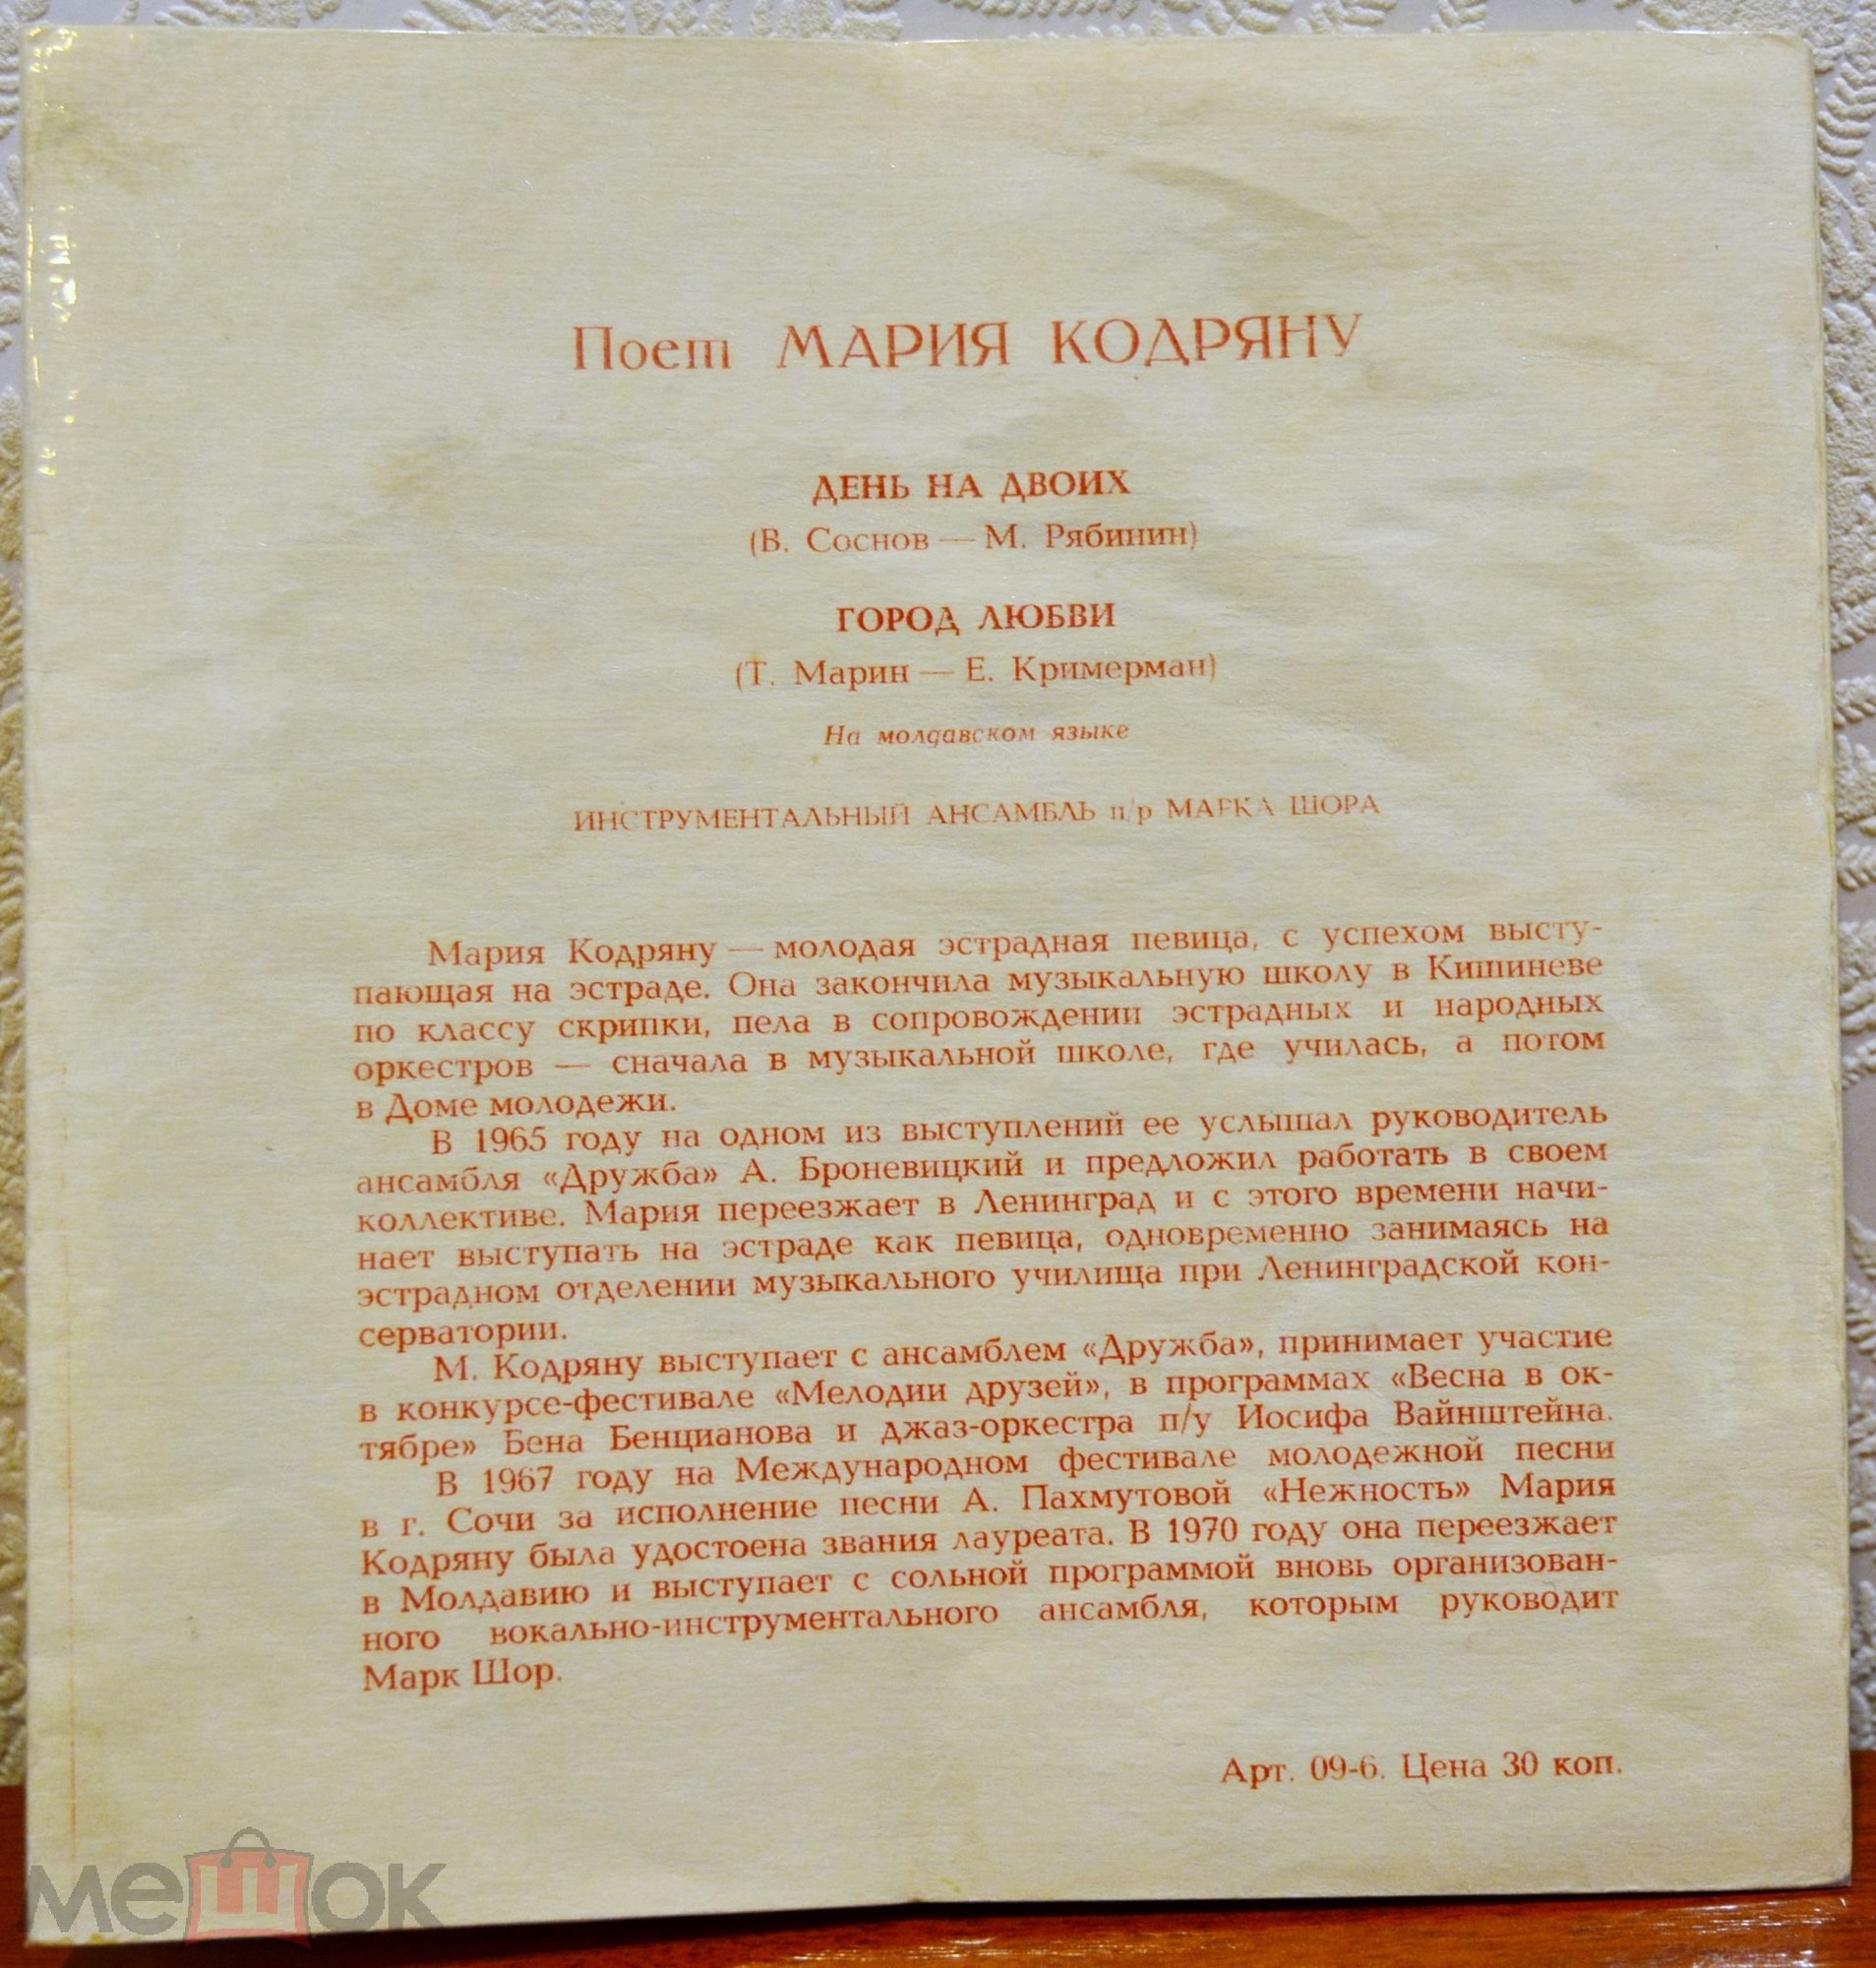 Поет МАРИЯ КОДРЯНУ
ДЕНЬ НА ДВОИХ
(В. Соснов — М. Рябинин)
ГОРОД ЛЮБВИ
(Т. Марин — Е. Кримерман)
На молдавском языке
ИНСТРУМЕНТАЛЬНЫЙ АНСАМБЛЬ п/р МАРКА ШОРА
Мария Кодряну — молодая эстрадная певица, с успехом высту-
пающая на эстраде. Она закончила музыкальную школу в Кишиневе
по классу скрипки, пела в сопровождении эстрадных и народных
оркестров — сначала в музыкальной школе, где училась, а потом
в Доме молодежи.
В 1965 году на одном из выступлений ее услышал руководитель
ансамбля «Дружба» А. Броневицкий и предложил работать в своем
коллективе. Мария переезжает в Ленинград и с этого времени начи-
нает выступать на эстраде как певица, одновременно занимаясь на
эстрадном отделении музыкального училища при Ленинградской кон-
серватории.
М. Кодряну выступает с ансамблем «Дружба», принимает участие
в конкурсе-фестивале «Мелодии друзей», в программах «Весна в ок-
тябре» Бена Бенцианова и джаз-оркестра п/у Иосифа Вайнштейна.
В 1967 году на Международном фестивале молодежной песни
в г. Сочи за исполнение песни А. Пахмутовой «Нежность» Мария
Кодряну была удостоена звания лауреата. В 1970 году она переезжает
в Молдавию и выступает с сольной программой вновь организован-
ного вокально-инструментального ансамбля, которым руководит
Марк Шор.
Арт. 09-6. Цена 30 коп.
мешок